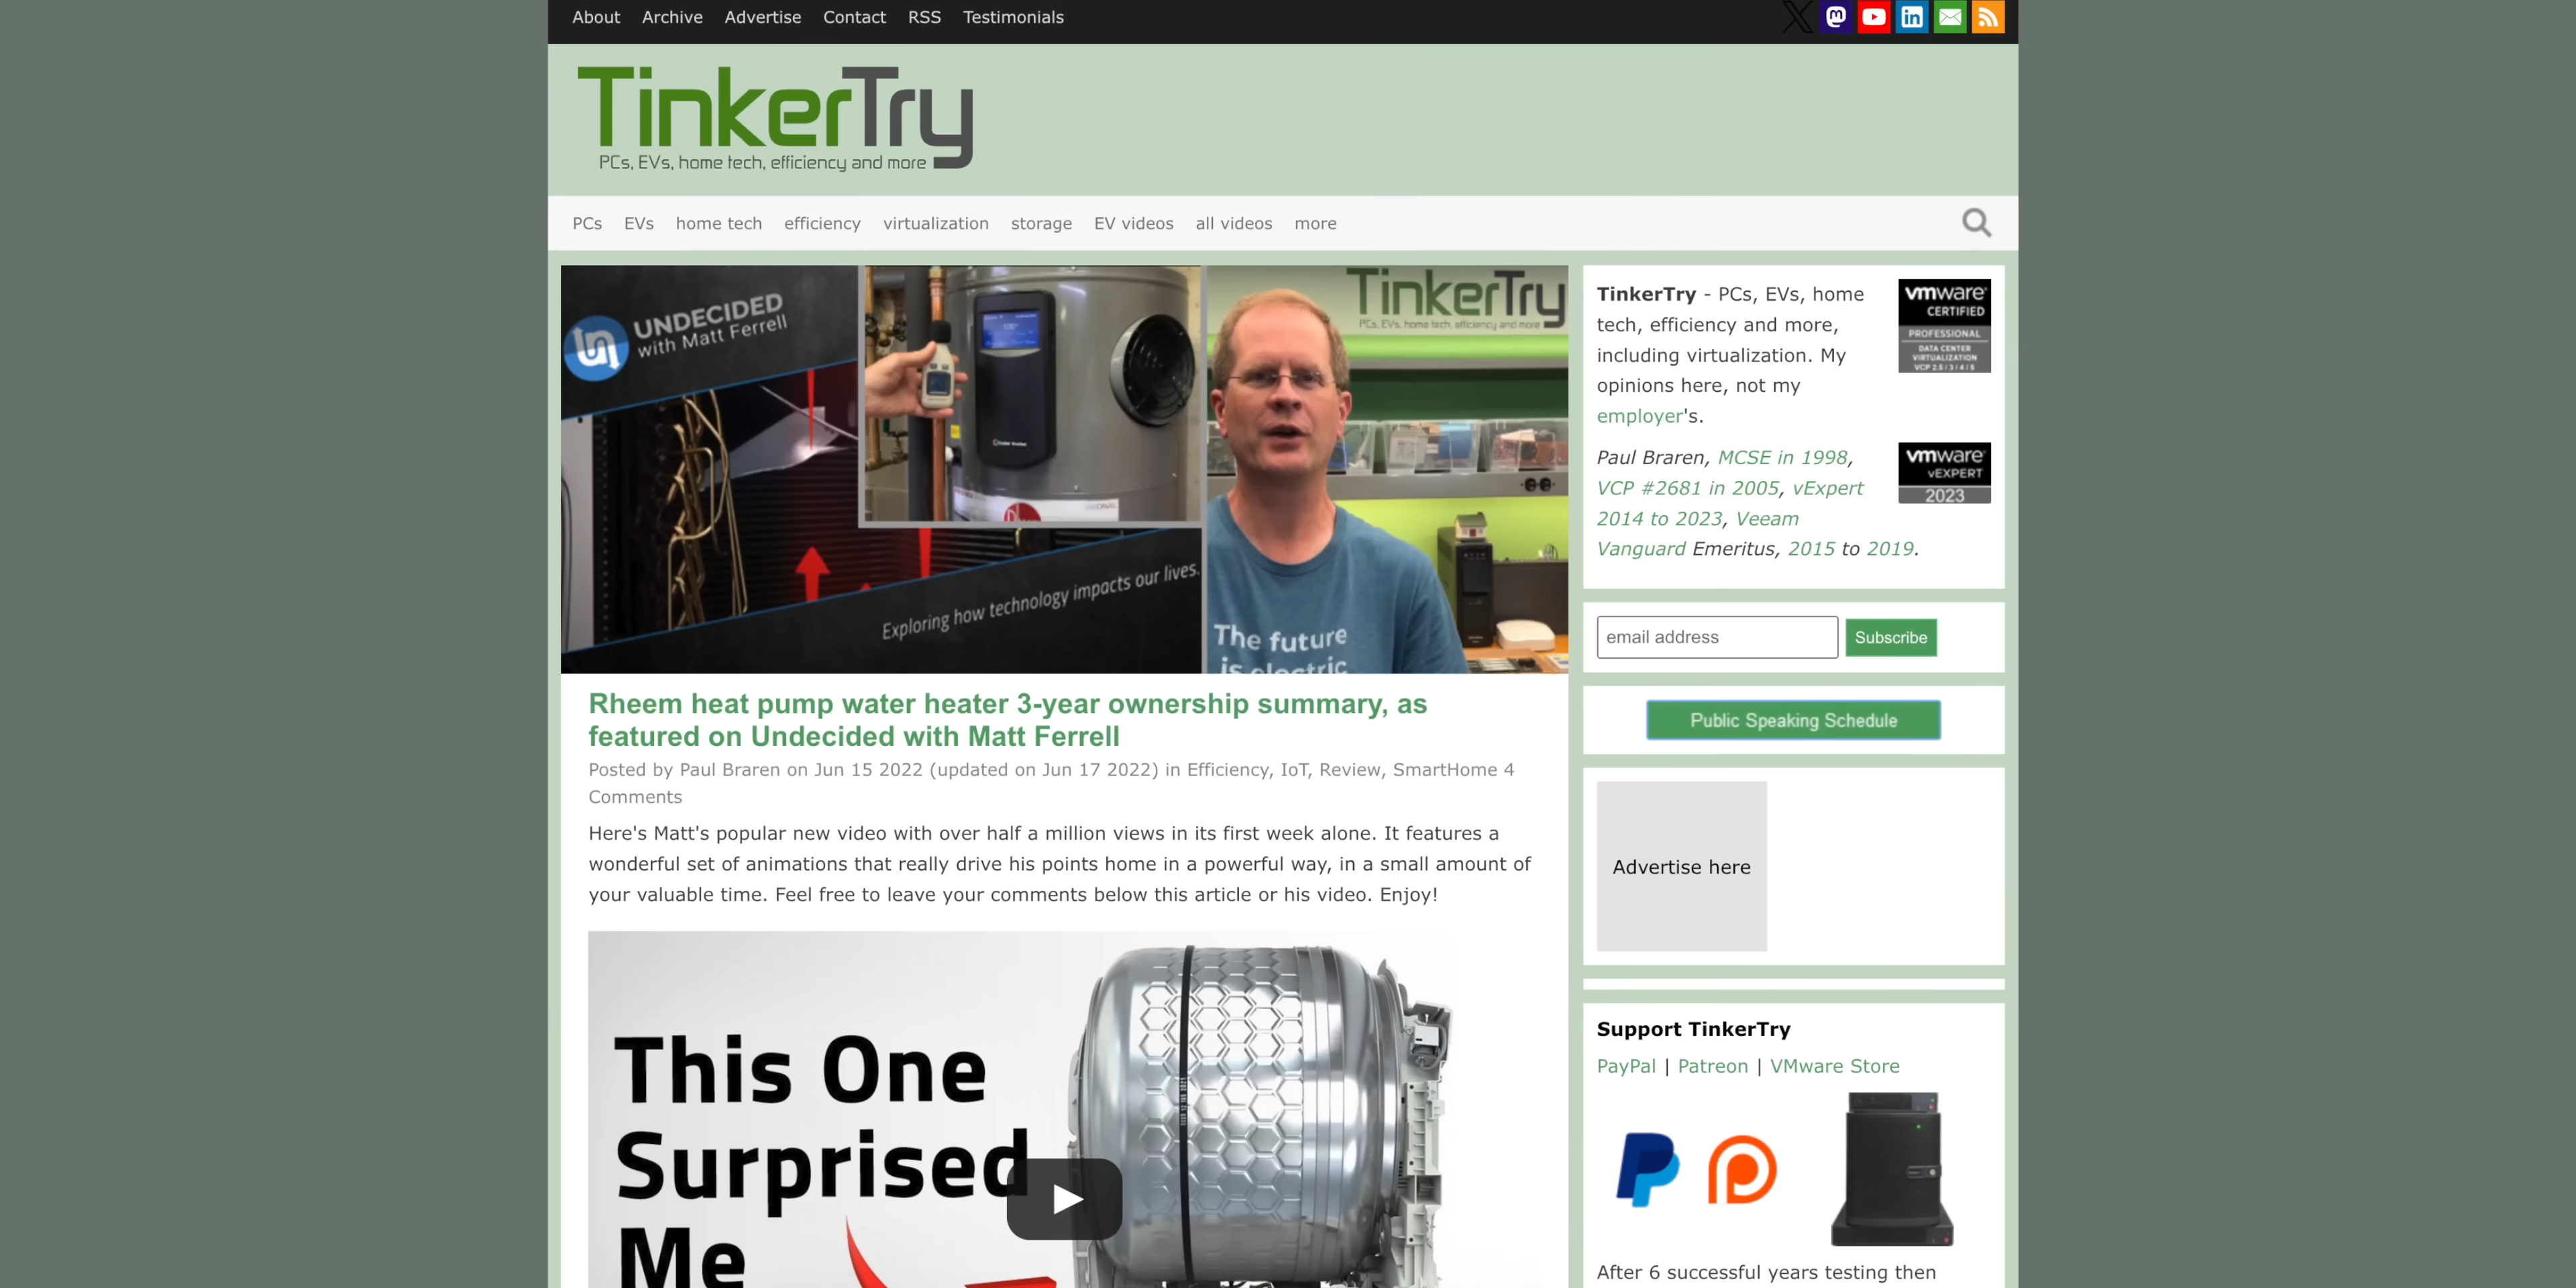 About Archive Advertise Contact RSS Testimonials
TinkerTry
PCs, EVs, home tech, efficiency and more
PCs EVs home tech efficiency virtualization storage EV videos all videos more
UNDECIDED
with Matt Ferrell
Exploring how technology impacts our lives.
TinkerTry
PCs, EVs, home tech, efficiency and more
The future
is electric
Rheem heat pump water heater 3-year ownership summary, as
featured on Undecided with Matt Ferrell
Posted by Paul Braren on Jun 15 2022 (updated on Jun 17 2022) in Efficiency, IoT, Review, SmartHome 4
Comments
Here's Matt's popular new video with over half a million views in its first week alone. It features a
wonderful set of animations that really drive his points home in a powerful way, in a small amount of
your valuable time. Feel free to leave your comments below this article or his video. Enjoy!
This One
Surprised
Me
TinkerTry - PCs, EVs, home
tech, efficiency and more,
including virtualization. My
opinions here, not my
employer's.
vmware
CERTIFIED
PROFESSIONAL
DATA CENTER
VIRTUALIZATION
VCP 2.5 / 3 / 4 / 5
Paul Braren, MCSE in 1998,
VCP #2681 in 2005, vExpert
2014 to 2023, Veeam
Vanguard Emeritus, 2015 to 2019.
vmware
vEXPERT
2023
email address Subscribe
Public Speaking Schedule
Advertise here
Support TinkerTry
PayPal | Patreon | VMware Store
After 6 successful years testing then